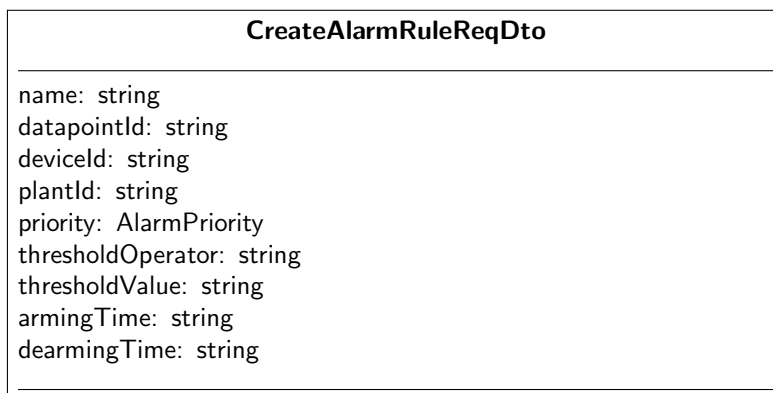 CreateAlarmRuleReqDto
name: string
datapointId: string
deviceId: string
plantId: string
priority: AlarmPriority
thresholdOperator: string
thresholdValue: string
armingTime: string
dearmingTime: string